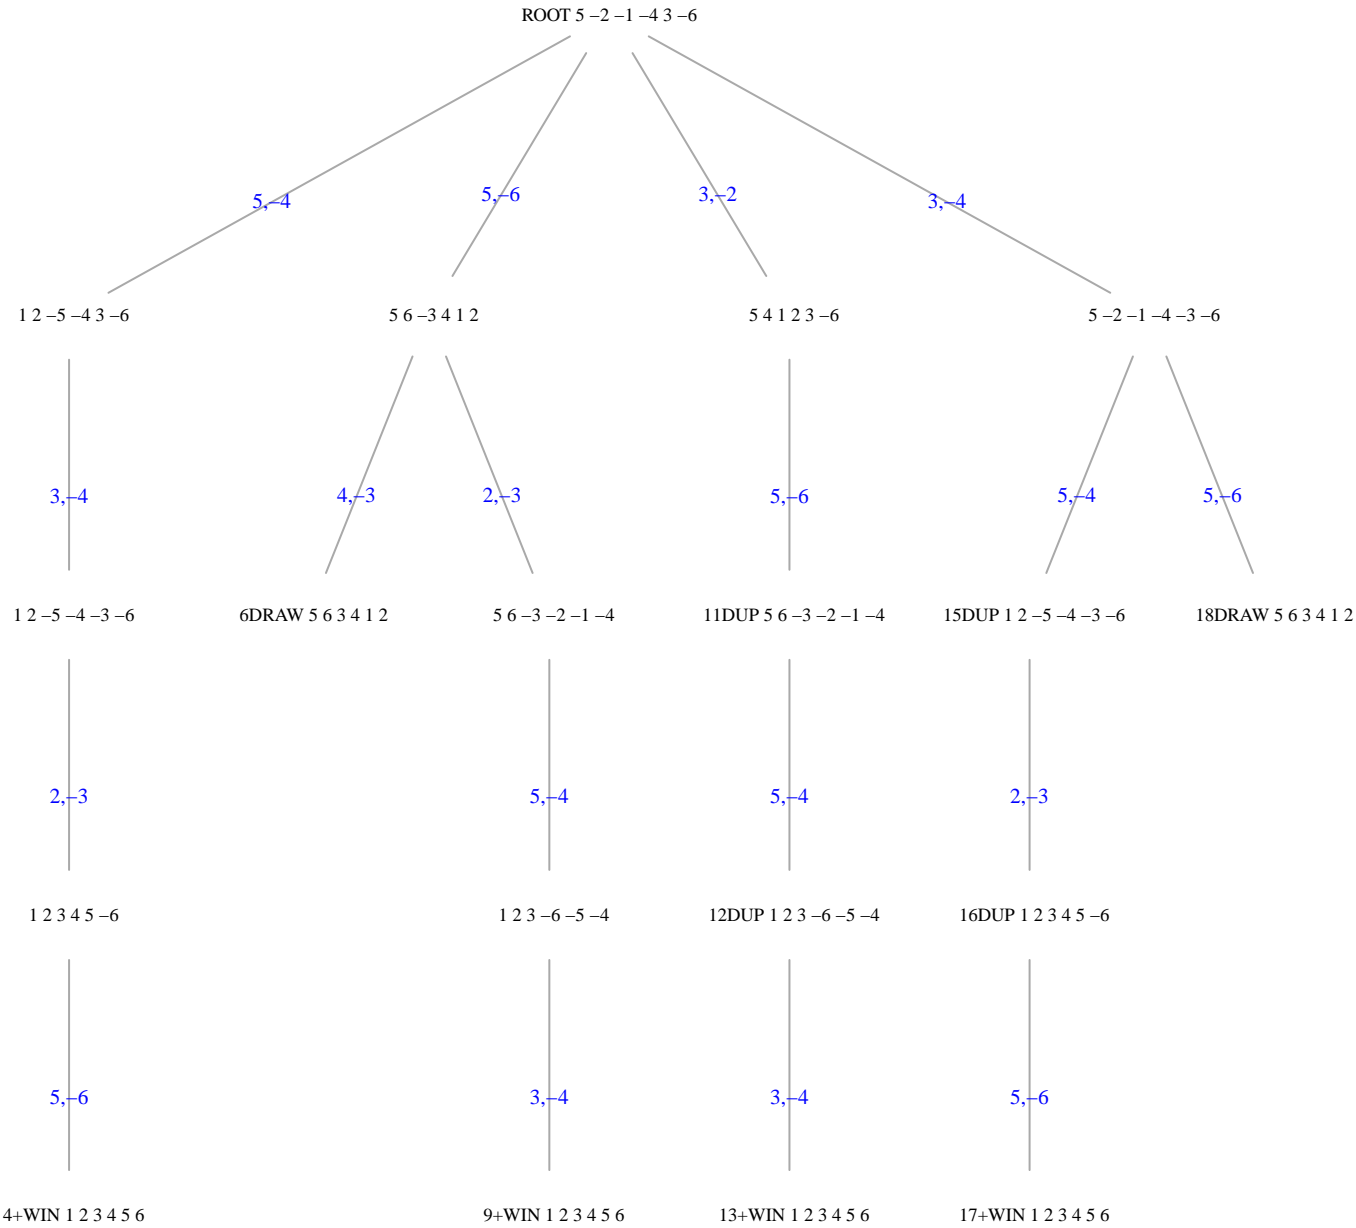 ROOT 5 –2 –1 –4 3 –6
5,–4
5,–6
3,–2
3,–4
1 2 –5 –4 3 –6
5 6 –3 4 1 2
5 4 1 2 3 –6
5 –2 –1 –4 –3 –6
3,–4
4,–3
2,–3
5,–6
5,–4
5,–6
1 2 –5 –4 –3 –6
6DRAW 5 6 3 4 1 2
5 6 –3 –2 –1 –4
11DUP 5 6 –3 –2 –1 –4
15DUP 1 2 –5 –4 –3 –6
18DRAW 5 6 3 4 1 2
2,–3
5,–4
5,–4
2,–3
1 2 3 4 5 –6
1 2 3 –6 –5 –4
12DUP 1 2 3 –6 –5 –4
16DUP 1 2 3 4 5 –6
5,–6
3,–4
3,–4
5,–6
4+WIN 1 2 3 4 5 6
9+WIN 1 2 3 4 5 6
13+WIN 1 2 3 4 5 6
17+WIN 1 2 3 4 5 6